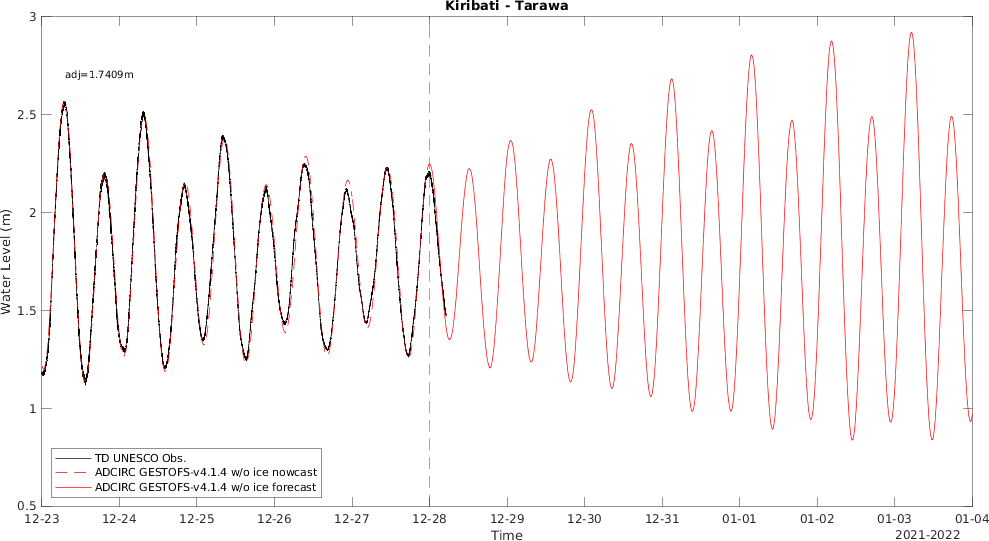 Kiribati - Tarawa
adj=1.7409m
3
2.5
2
1.5
1
0.5
Water Level (m)
TD UNESCO Obs.
ADCIRC GESTOFS-v4.1.4 w/o ice nowcast
ADCIRC GESTOFS-v4.1.4 w/o ice forecast
12-23 12-24 12-25 12-26 12-27 12-28 12-29 12-30 12-31 01-01 01-02 01-03 01-04
Time
2021-2022